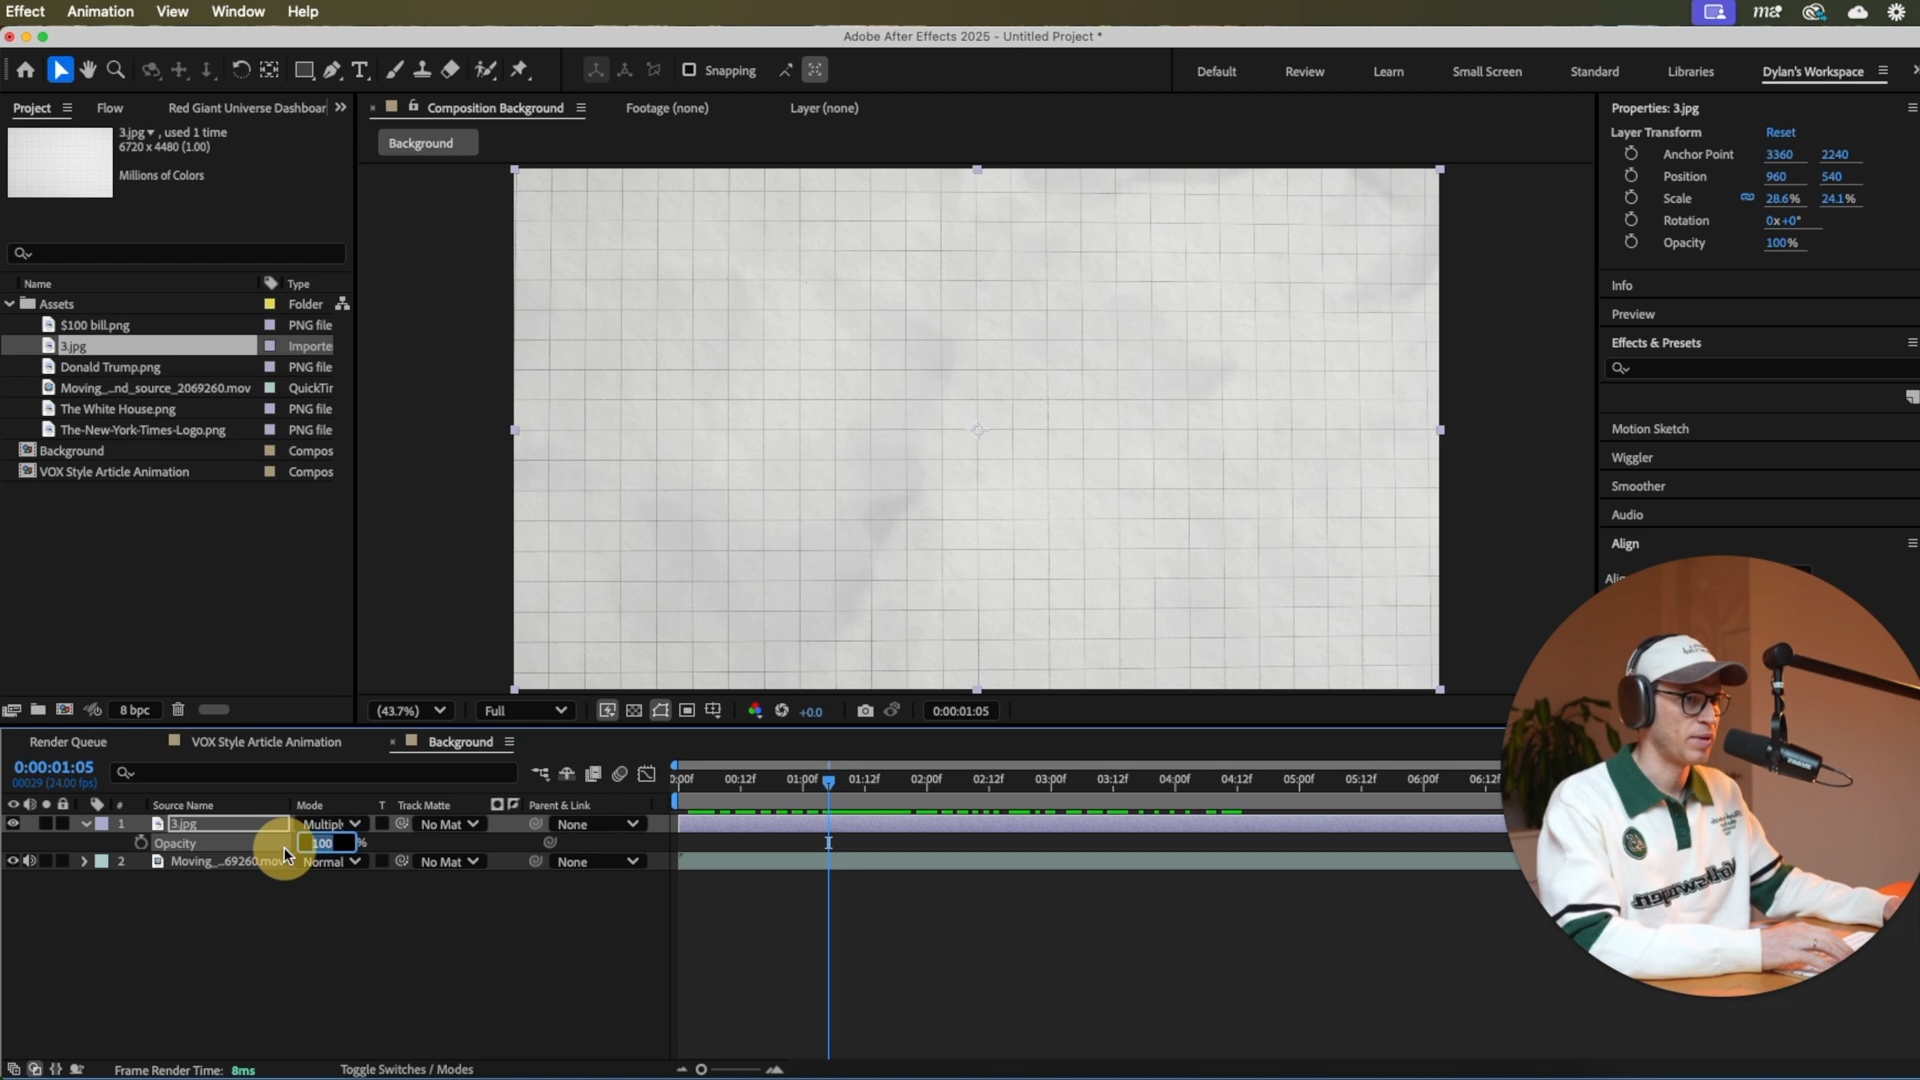 Effect Animation View Window Help
Adobe After Effects 2025 - Untitled Project *
Snapping
Default Review Learn Small Screen Standard Libraries Dylan's Workspace
Project Flow Red Giant Universe Dashboar
Composition Background Footage (none) Layer (none)
Background
3.jpg, used 1 time
6720 x 4480 (1.00)
Millions of Colors
Name Type
Assets Folder
$100 bill.png PNG file
3.jpg Importe
Donald Trump.png PNG file
Moving_...nd_source_2069260.mov QuickTir
The White House.png PNG file
The-New-York-Times-Logo.png PNG file
Background Compos
VOX Style Article Animation Compos
8 bpc
Properties: 3.jpg
Layer Transform Reset
Anchor Point 3360 2240
Position 960 540
Scale 28.6% 24.1%
Rotation 0x+0°
Opacity 100%
Info
Preview
Effects & Presets
Motion Sketch
Wiggler
Smoother
Audio
Align
(43.7%) Full +0.0 0:00:01:05
Render Queue VOX Style Article Animation Background
0:00:01:05
00029 (24.00 fps)
# Source Name Mode T Track Matte Parent & Link
1 3.jpg Multipl No Mat None
Opacity 100 %
2 Moving_...69260.mov Normal No Mat None
0:00f 00:12f 01:00f 01:12f 02:00f 02:12f 03:00f 03:12f 04:00f 04:12f 05:00f 05:12f 06:00f 06:12f
Frame Render Time: 8ms Toggle Switches / Modes
Volkswagen